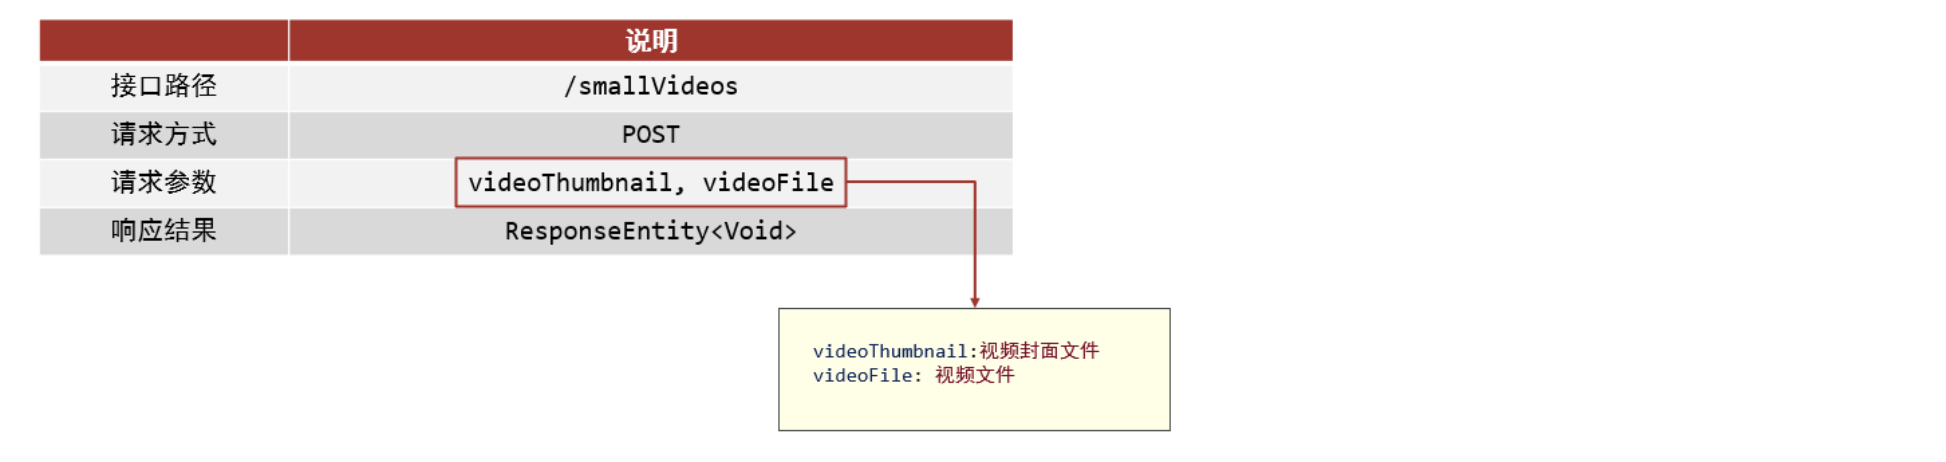 说明
接口路径 /smallVideos
请求方式 POST
请求参数 videoThumbnail, videoFile
响应结果 ResponseEntity<Void>
videoThumbnail:视频封面文件
videoFile: 视频文件